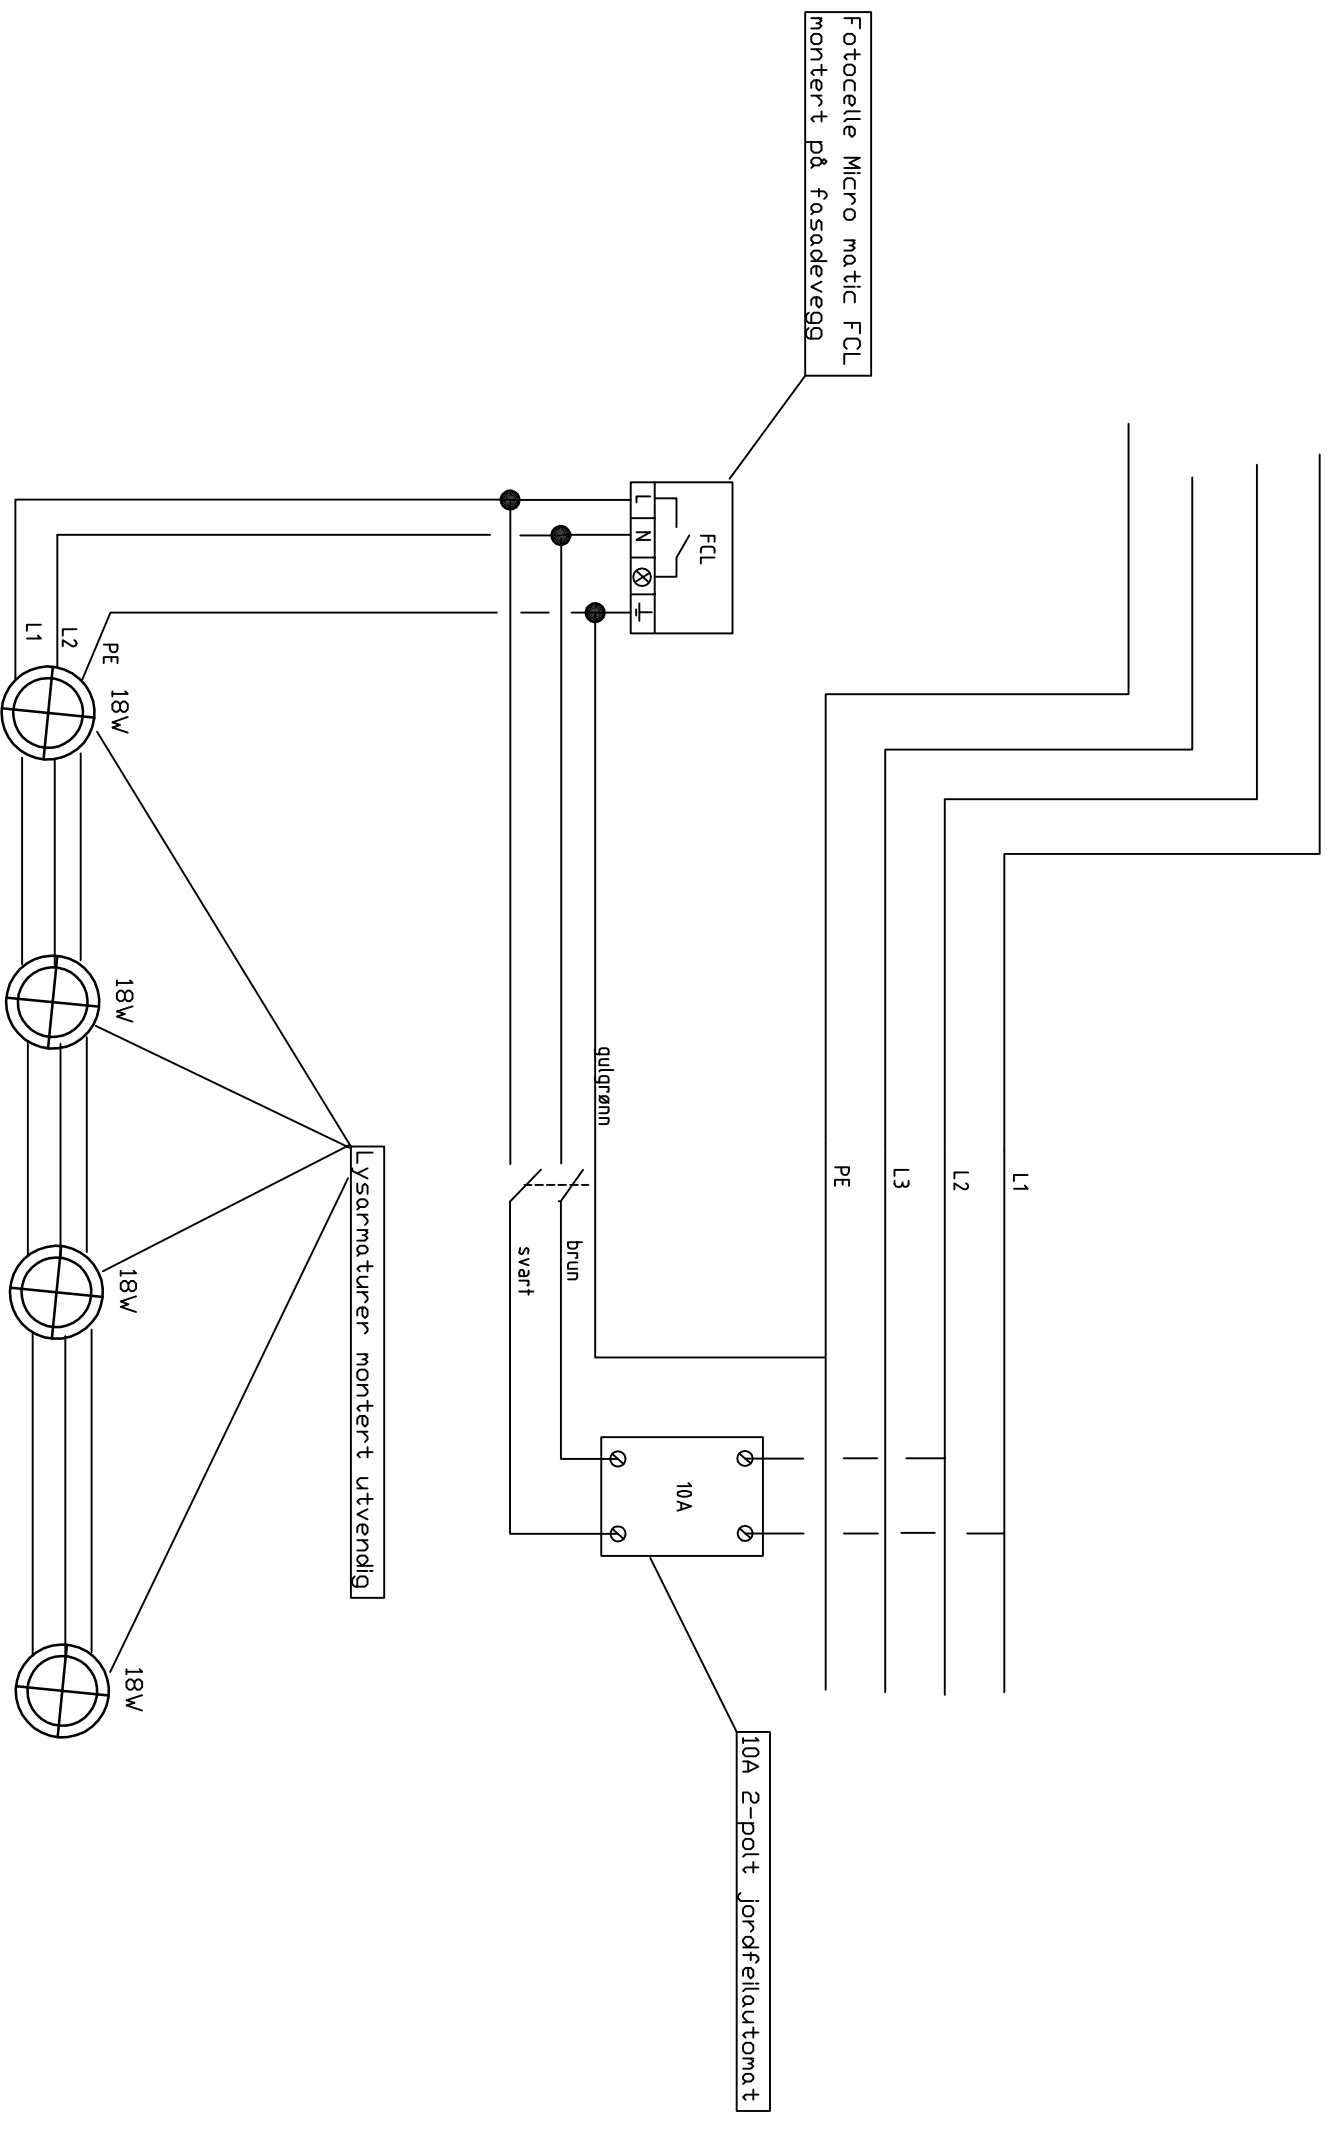 Fotocelle Micro matic FCL
montert på fasadevegg
FCL
L
N
L1
L2
L3
PE
gulgrønn
brun
svart
10A
10A 2-polt jordfeilautomat
Lysarmaturer montert utvendig
PE
L2
L1
18W
18W
18W
18W